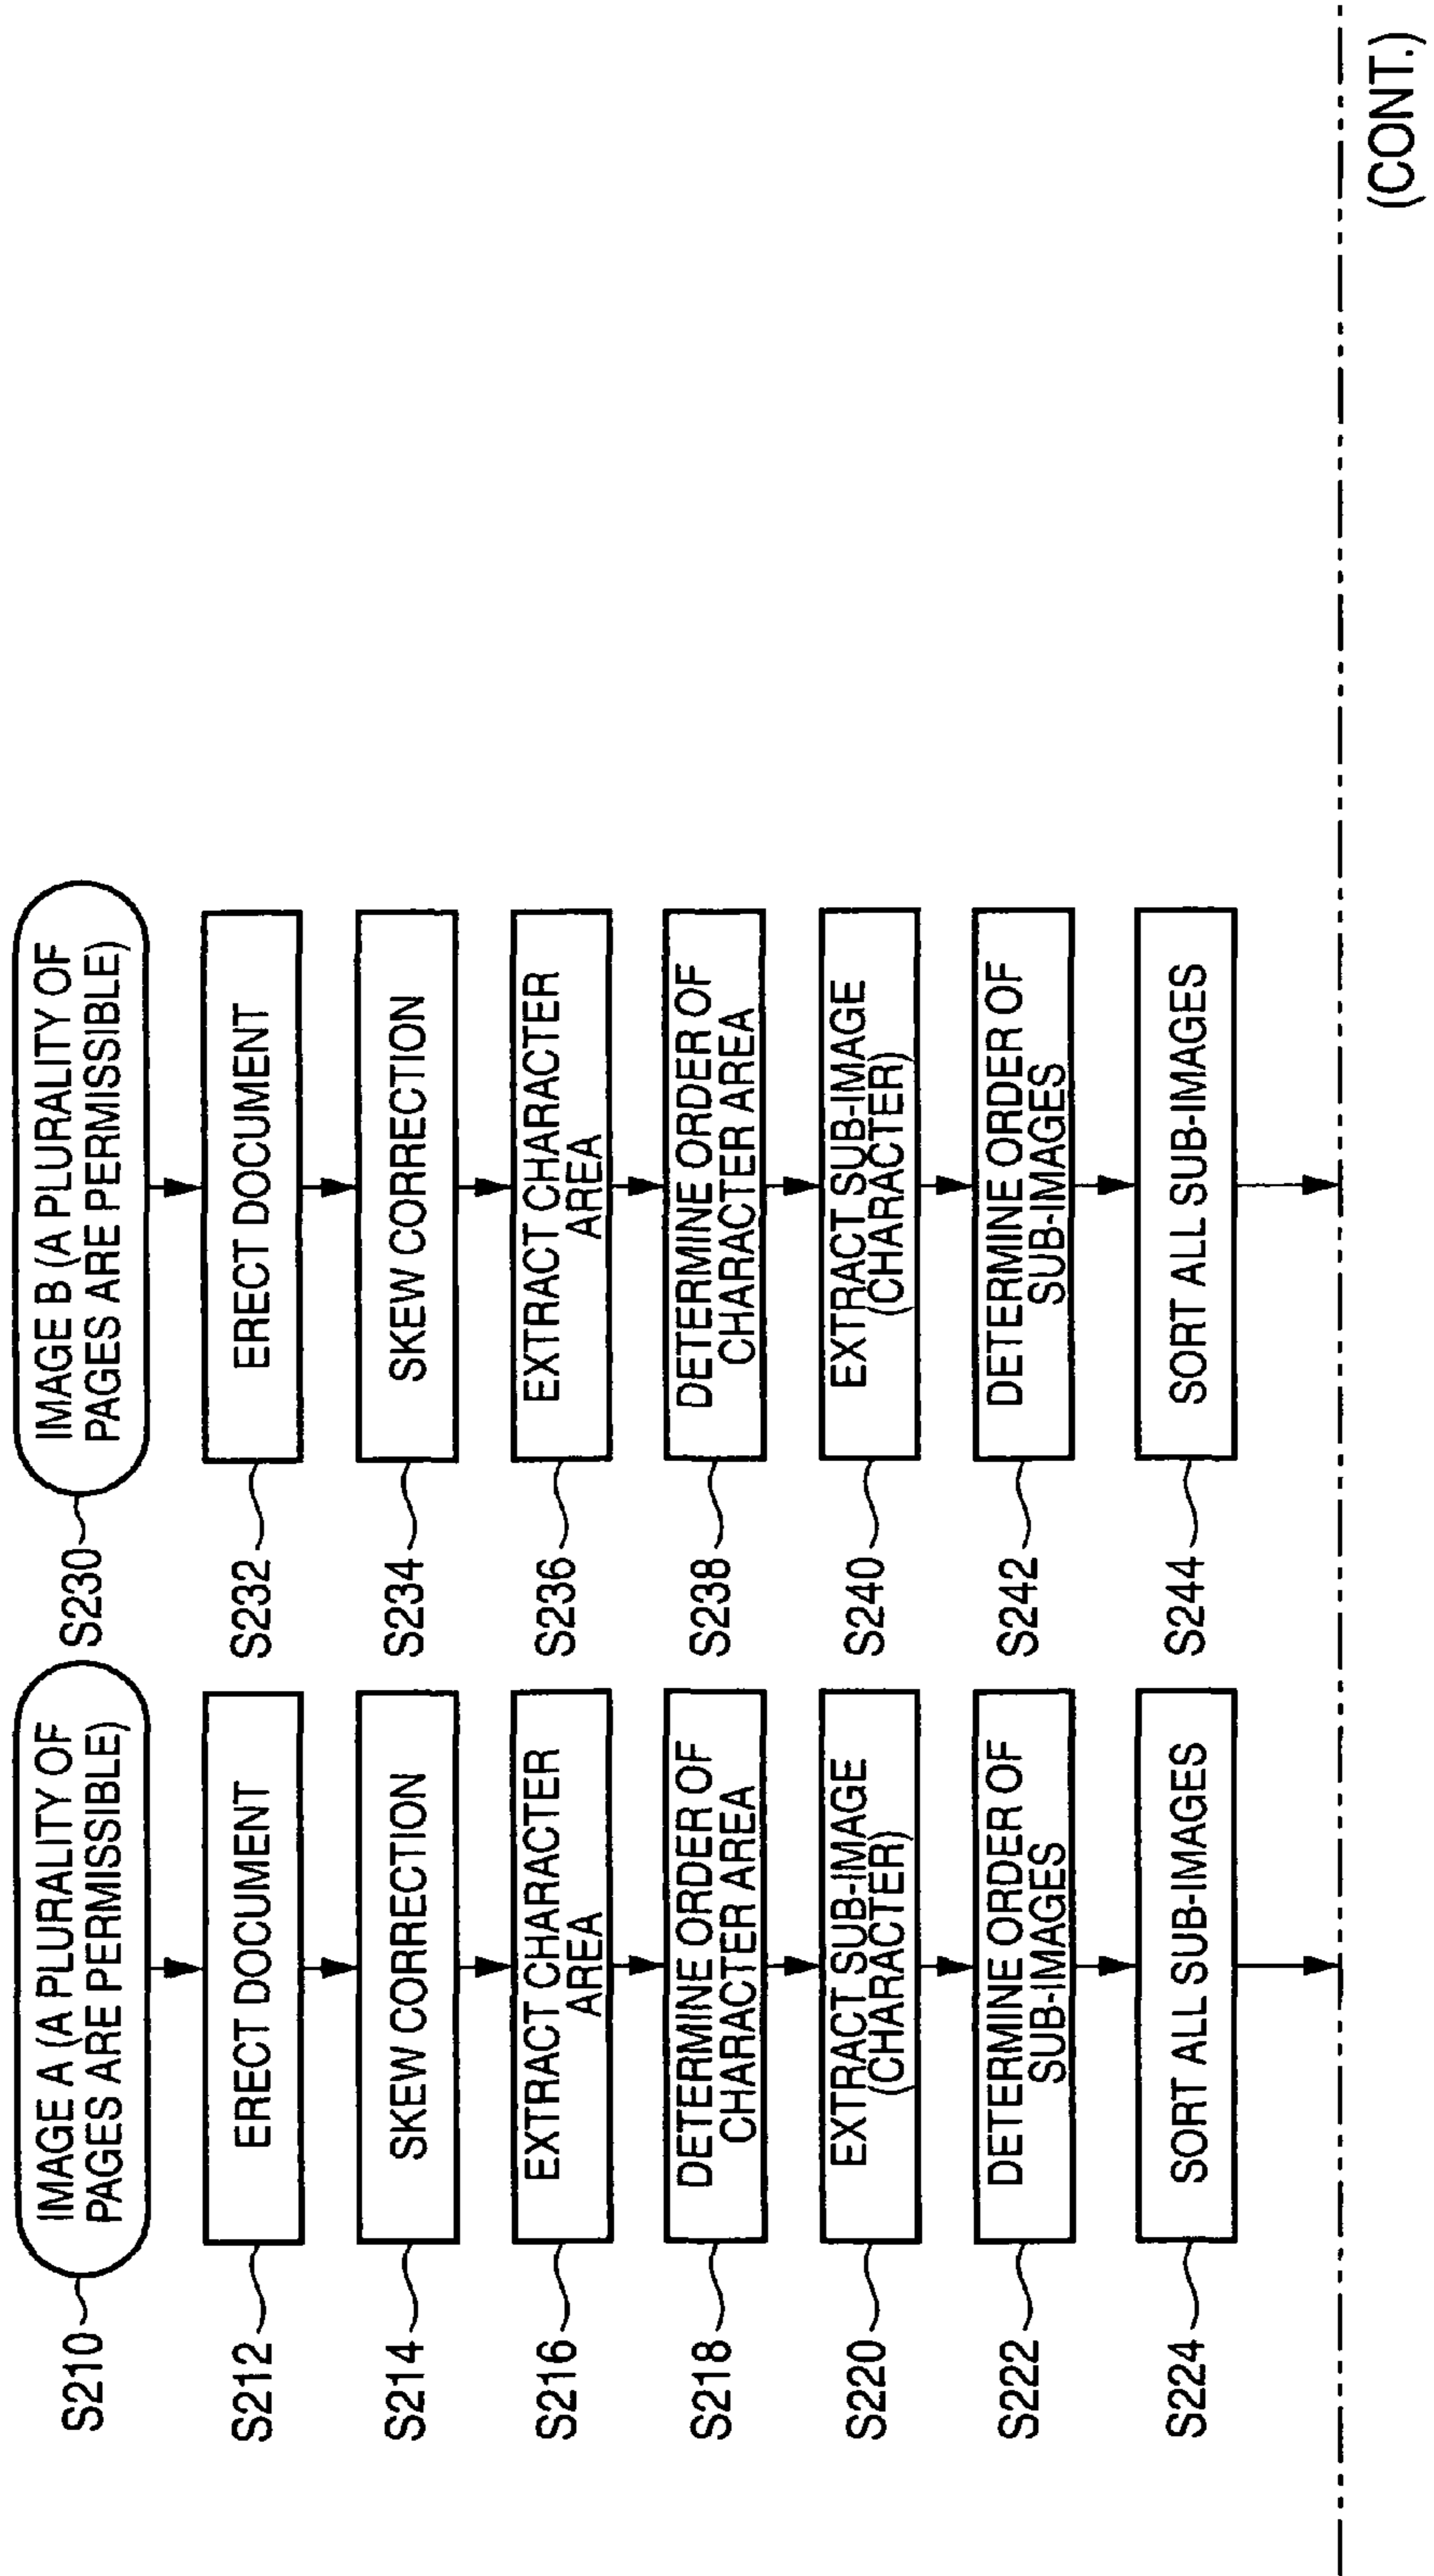 S210
IMAGE A (A PLURALITY OF
PAGES ARE PERMISSIBLE)
S212
ERECT DOCUMENT
S214
SKEW CORRECTION
S216
EXTRACT CHARACTER
AREA
S218
DETERMINE ORDER OF
CHARACTER AREA
S220
EXTRACT SUB-IMAGE
(CHARACTER)
S222
DETERMINE ORDER OF
SUB-IMAGES
S224
SORT ALL SUB-IMAGES
S230
IMAGE B (A PLURALITY OF
PAGES ARE PERMISSIBLE)
S232
ERECT DOCUMENT
S234
SKEW CORRECTION
S236
EXTRACT CHARACTER
AREA
S238
DETERMINE ORDER OF
CHARACTER AREA
S240
EXTRACT SUB-IMAGE
(CHARACTER)
S242
DETERMINE ORDER OF
SUB-IMAGES
S244
SORT ALL SUB-IMAGES
(CONT.)